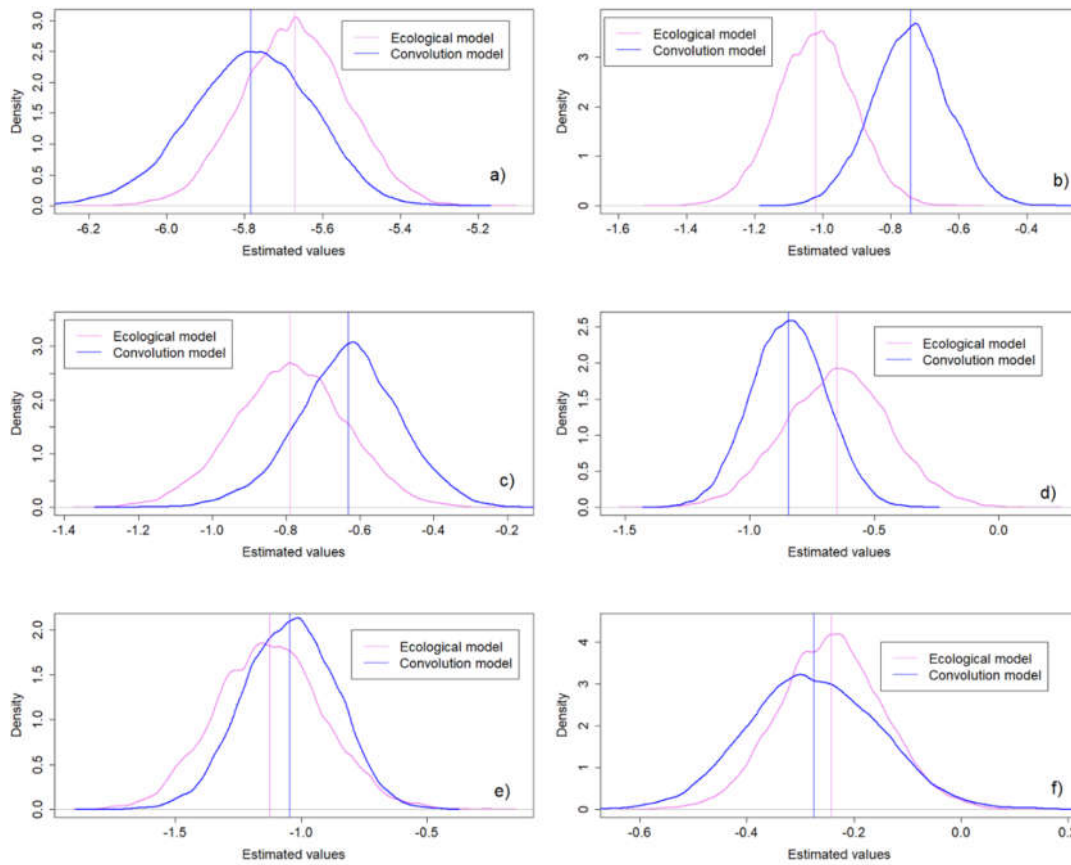 Ecological model
Convolution model
Density
0.0 0.5 1.0 1.5 2.0 2.5 3.0
a)
-6.2 -6.0 -5.8 -5.6 -5.4 -5.2
Estimated values
Ecological model
Convolution model
Density
0 1 2 3
b)
-1.6 -1.4 -1.2 -1.0 -0.8 -0.6 -0.4
Estimated values
Ecological model
Convolution model
Density
0.0 1.0 2.0 3.0
c)
-1.4 -1.2 -1.0 -0.8 -0.6 -0.4 -0.2
Estimated values
Ecological model
Convolution model
Density
0.0 0.5 1.0 1.5 2.0 2.5
d)
-1.5 -1.0 -0.5 0.0
Estimated values
Ecological model
Convolution model
Density
0.0 0.5 1.0 1.5 2.0
e)
-1.5 -1.0 -0.5
Estimated values
Ecological model
Convolution model
Density
0 1 2 3 4
f)
-0.6 -0.4 -0.2 0.0 0.2
Estimated values